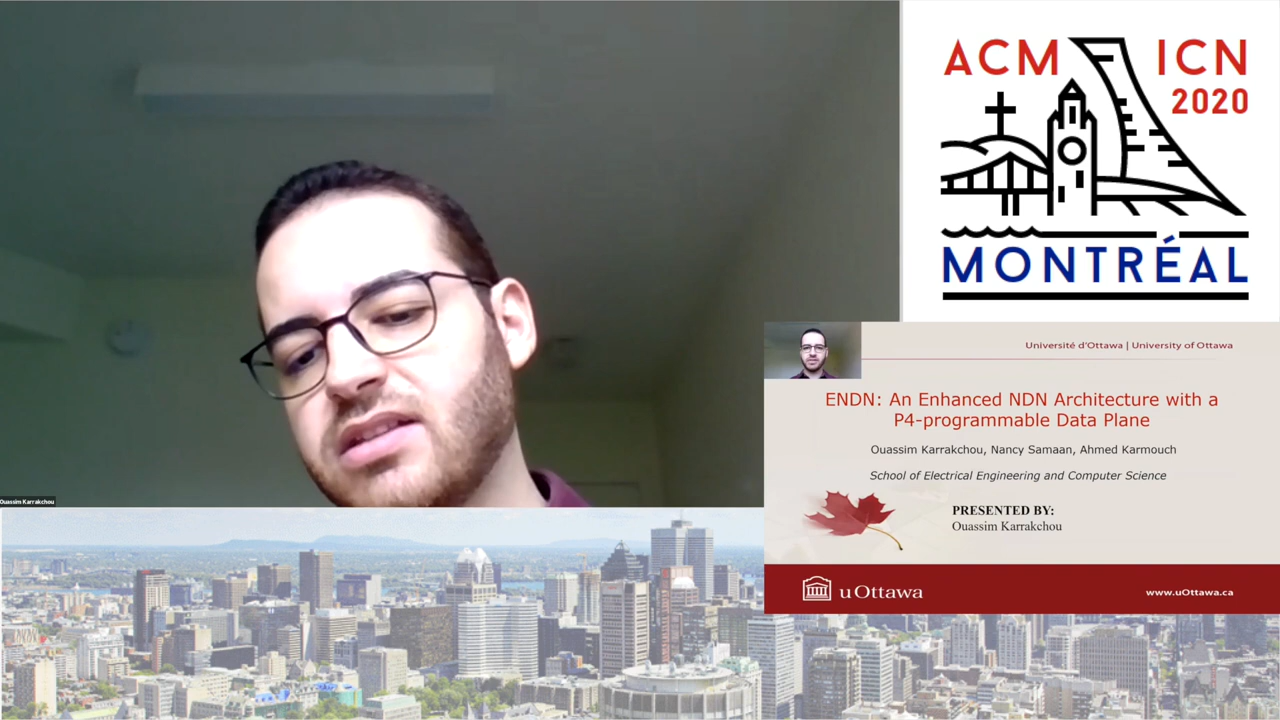 ACM ICN
2020
MONTRÉAL
Ouassim Karrakchou
Université d'Ottawa | University of Ottawa
ENDN: An Enhanced NDN Architecture with a
P4-programmable Data Plane
Ouassim Karrakchou, Nancy Samaan, Ahmed Karmouch
School of Electrical Engineering and Computer Science
PRESENTED BY:
Ouassim Karrakchou
uOttawa
www.uOttawa.ca